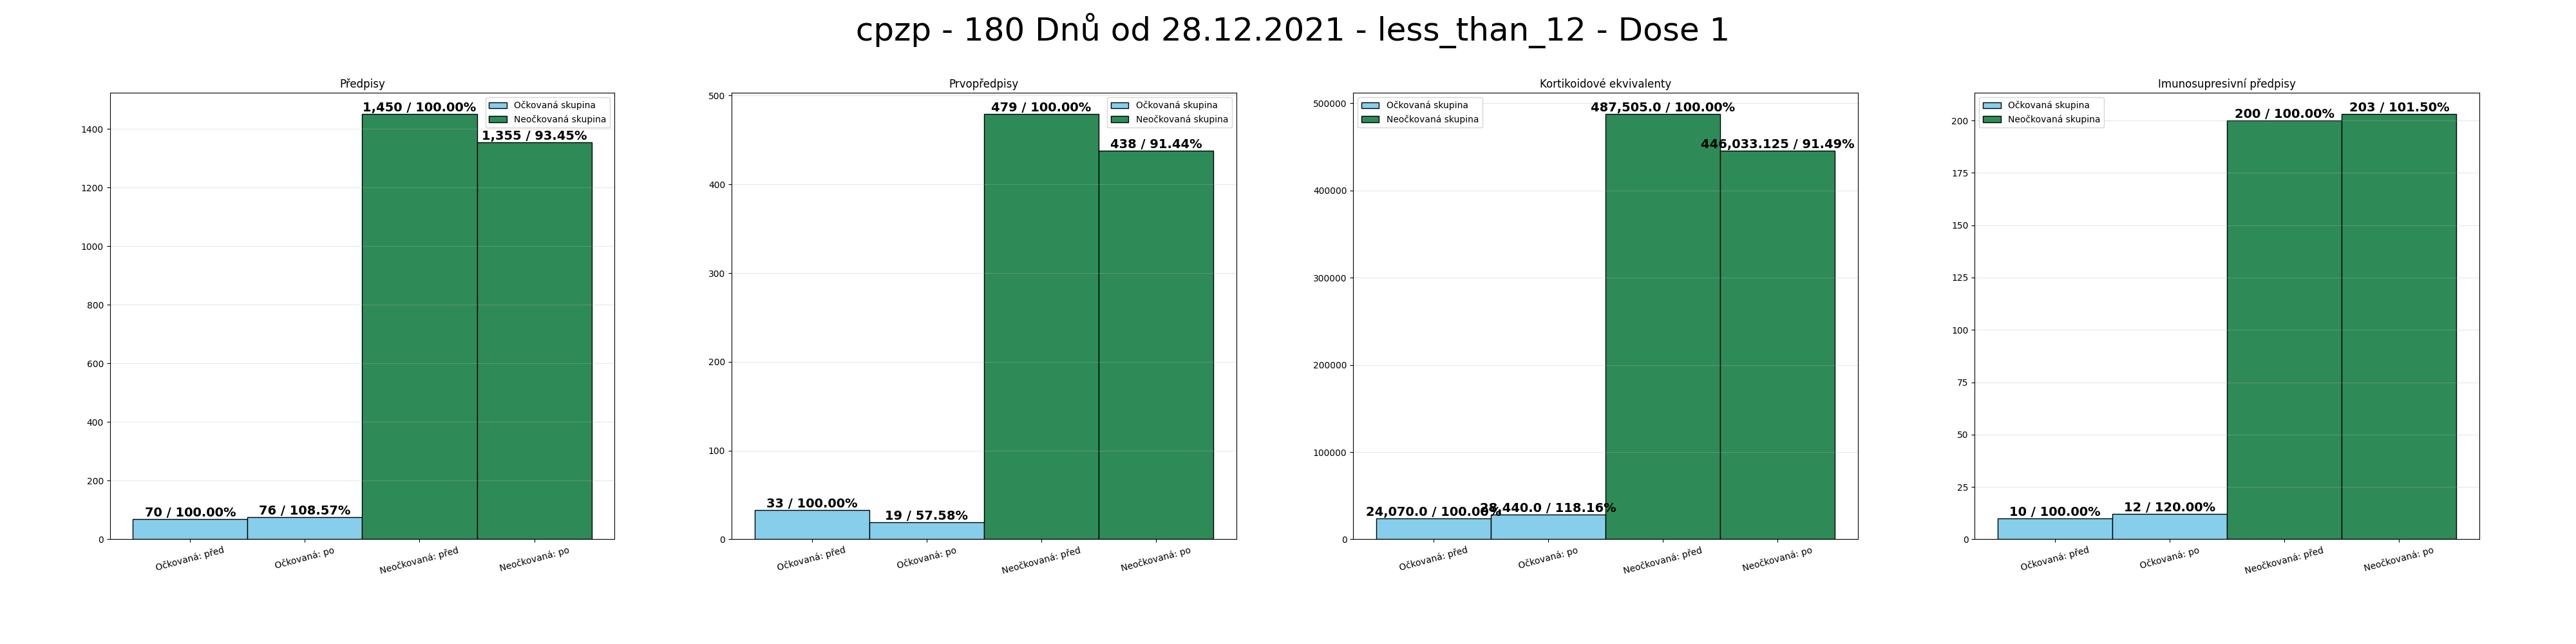 cpzp - 180 Dnů od 28.12.2021 - less_than_12 - Dose 1
Předpisy
1400
1200
1000
800
600
400
200
0
1,450 / 100.00%
1,355 / 93.45%
70 / 100.00%
76 / 108.57%
Očkovaná skupina
Neočkovaná skupina
Očkovaná: před
Očkovaná: po
Neočkovaná: před
Neočkovaná: po
Prvopředpisy
500
400
300
200
100
0
479 / 100.00%
438 / 91.44%
33 / 100.00%
19 / 57.58%
Očkovaná skupina
Neočkovaná skupina
Očkovaná: před
Očkovaná: po
Neočkovaná: před
Neočkovaná: po
Kortikoidové ekvivalenty
500000
400000
300000
200000
100000
0
Očkovaná skupina
Neočkovaná skupina
487,505.0 / 100.00%
446,033.125 / 91.49%
24,070.0 / 100.00%
28,440.0 / 118.16%
Očkovaná: před
Očkovaná: po
Neočkovaná: před
Neočkovaná: po
Imunosupresivní předpisy
200
175
150
125
100
75
50
25
0
Očkovaná skupina
Neočkovaná skupina
200 / 100.00%
203 / 101.50%
10 / 100.00%
12 / 120.00%
Očkovaná: před
Očkovaná: po
Neočkovaná: před
Neočkovaná: po